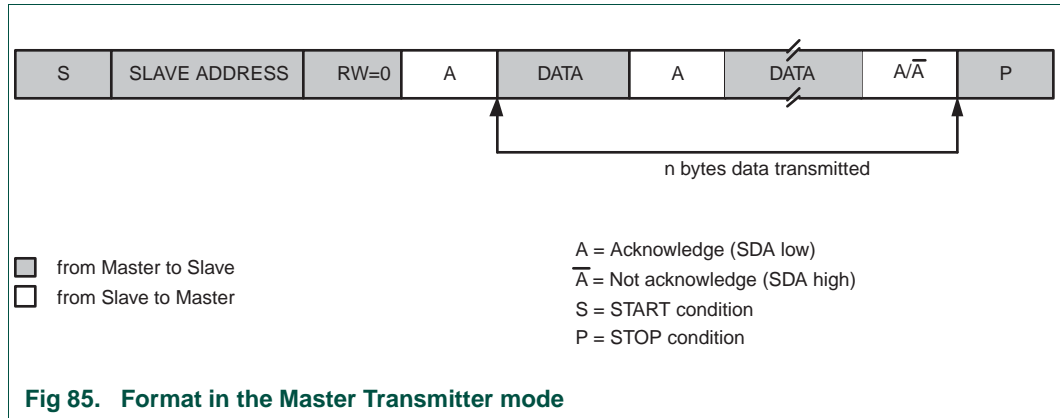 S SLAVE ADDRESS RW=0 A DATA A DATA A/A̅ P
n bytes data transmitted
from Master to Slave
from Slave to Master
A = Acknowledge (SDA low)
A̅ = Not acknowledge (SDA high)
S = START condition
P = STOP condition
Fig 85. Format in the Master Transmitter mode